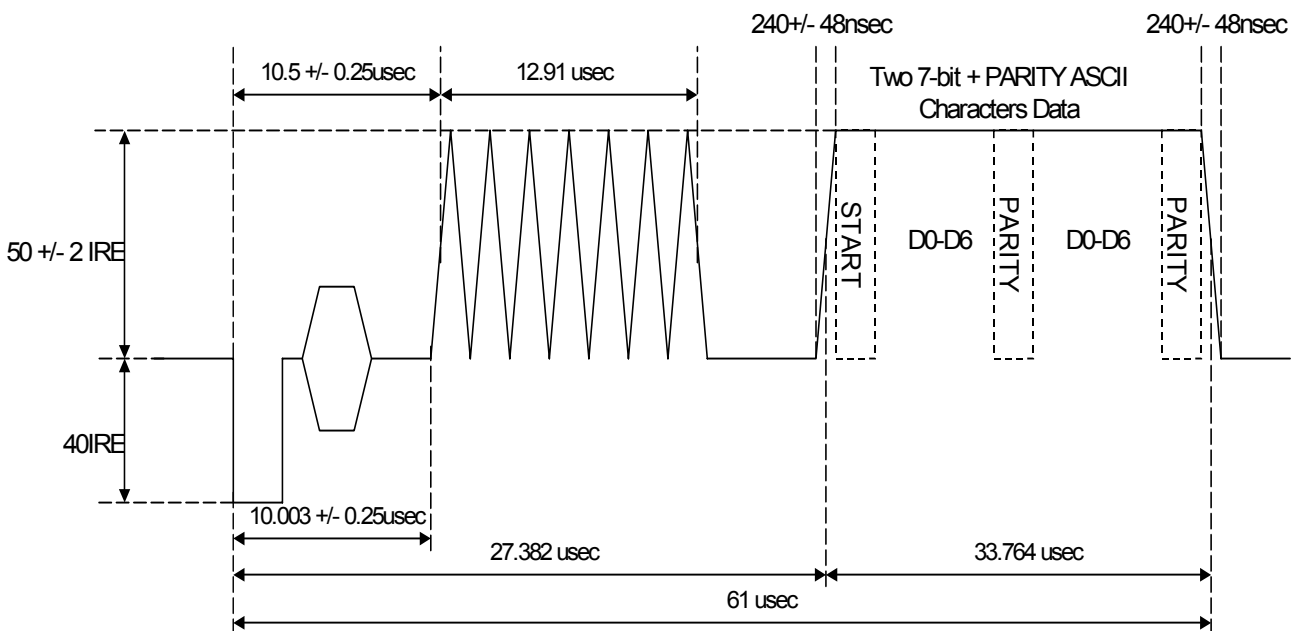 240+/- 48nsec
240+/- 48nsec
10.5 +/- 0.25usec
12.91 usec
Two 7-bit + PARITY ASCII
Characters Data
50 +/- 2 IRE
START
D0-D6
PARITY
D0-D6
PARITY
40IRE
10.003 +/- 0.25usec
27.382 usec
33.764 usec
61 usec